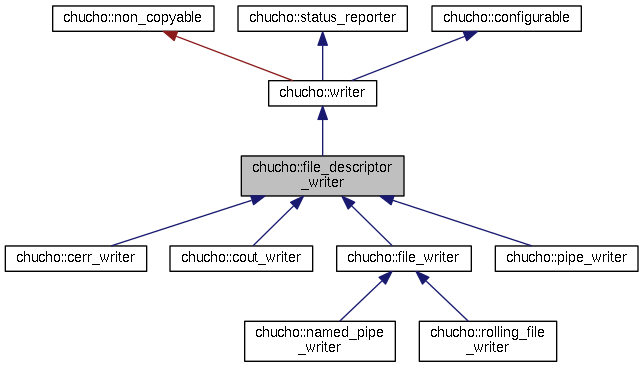 chucho::non_copyable
chucho::status_reporter
chucho::configurable
chucho::writer
chucho::file_descriptor
_writer
chucho::cerr_writer
chucho::cout_writer
chucho::file_writer
chucho::pipe_writer
chucho::named_pipe
_writer
chucho::rolling_file
_writer